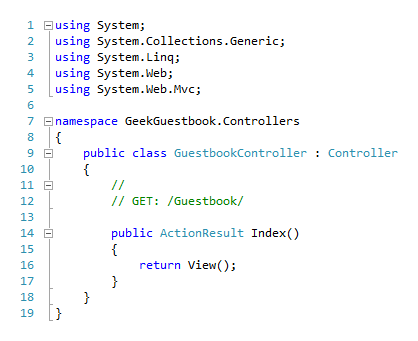 1 using System;
2 using System.Collections.Generic;
3 using System.Linq;
4 using System.Web;
5 using System.Web.Mvc;
6
7 namespace GeekGuestbook.Controllers
8 {
9     public class GuestbookController : Controller
10     {
11         //
12         // GET: /Guestbook/
13
14         public ActionResult Index()
15         {
16             return View();
17         }
18     }
19 }